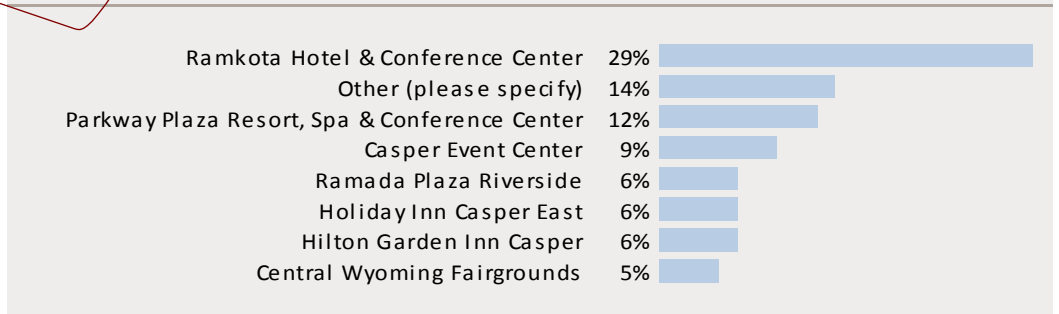 Ramkota Hotel & Conference Center 29%
Other (please specify) 14%
Parkway Plaza Resort, Spa & Conference Center 12%
Casper Event Center 9%
Ramada Plaza Riverside 6%
Holiday Inn Casper East 6%
Hilton Garden Inn Casper 6%
Central Wyoming Fairgrounds 5%